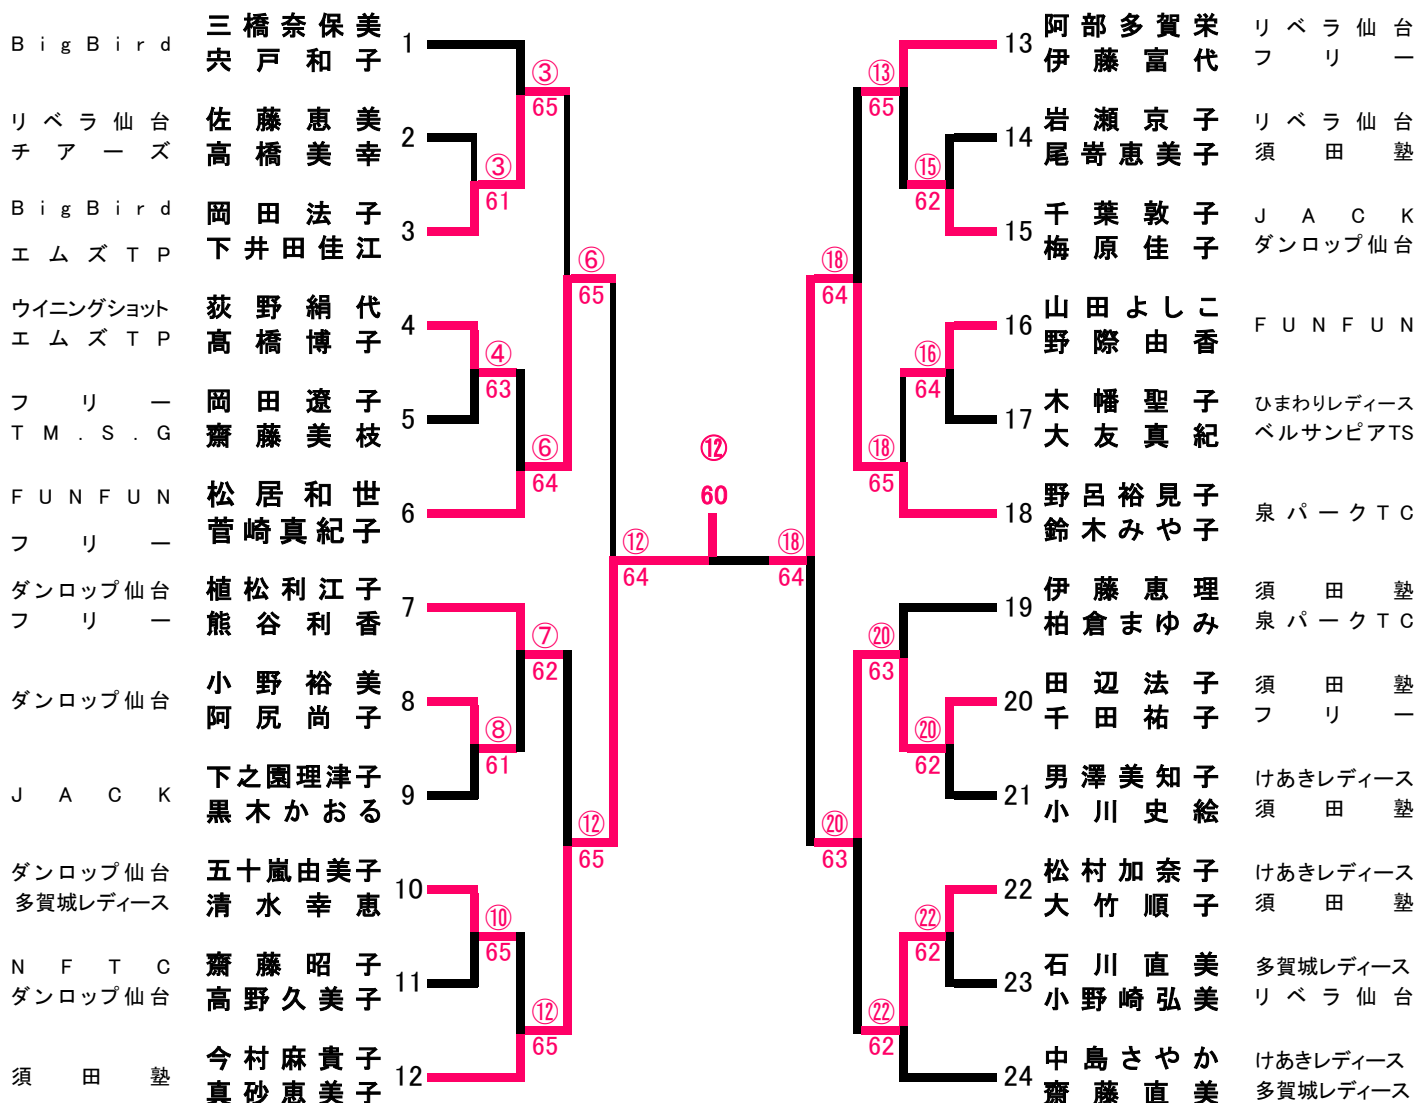 BigBird 三橋奈保美 1
宍戸和子
③
65
リベラ仙台 佐藤恵美 2
チアーズ 高橋美幸
③
61
BigBird 岡田法子 3
エムズTP 下井田佳江
⑥
65
ウイニングショット 荻野絹代 4
エムズTP 髙橋博子
④
63
フリー 岡田遼子 5
TM.S.G 齋藤美枝
⑥
64
FUNFUN 松居和世 6
フリー 菅崎真紀子
⑫
64
ダンロップ仙台 植松利江子 7
フリー 熊谷利香
⑦
62
ダンロップ仙台 小野裕美 8
阿尻尚子
⑧
61
JACK 下之園理津子 9
黒木かおる
⑫
65
ダンロップ仙台 五十嵐由美子 10
多賀城レディース 清水幸恵
⑩
65
NFTC 齋藤昭子 11
ダンロップ仙台 高野久美子
⑫
65
須田塾 今村麻貴子 12
真砂恵美子
⑫
60
13 阿部多賀栄 リベラ仙台
伊藤富代 フリー
⑬
65
14 岩瀬京子 リベラ仙台
尾嵜恵美子 須田塾
⑮
62
15 千葉敦子 JACK
梅原佳子 ダンロップ仙台
⑱
64
16 山田よしこ FUNFUN
野際由香
⑯
64
17 木幡聖子 ひまわりレディース
大友真紀 ベルサンピアTS
⑱
65
18 野呂裕見子 泉パークTC
鈴木みや子
⑱
64
19 伊藤恵理 須田塾
柏倉まゆみ 泉パークTC
⑳
63
20 田辺法子 須田塾
千田祐子 フリー
⑳
62
21 男澤美知子 けあきレディース
小川史絵 須田塾
⑳
63
22 松村加奈子 けあきレディース
大竹順子 須田塾
㉒
62
23 石川直美 多賀城レディース
小野崎弘美 リベラ仙台
㉒
62
24 中島さやか けあきレディース
齋藤直美 多賀城レディース